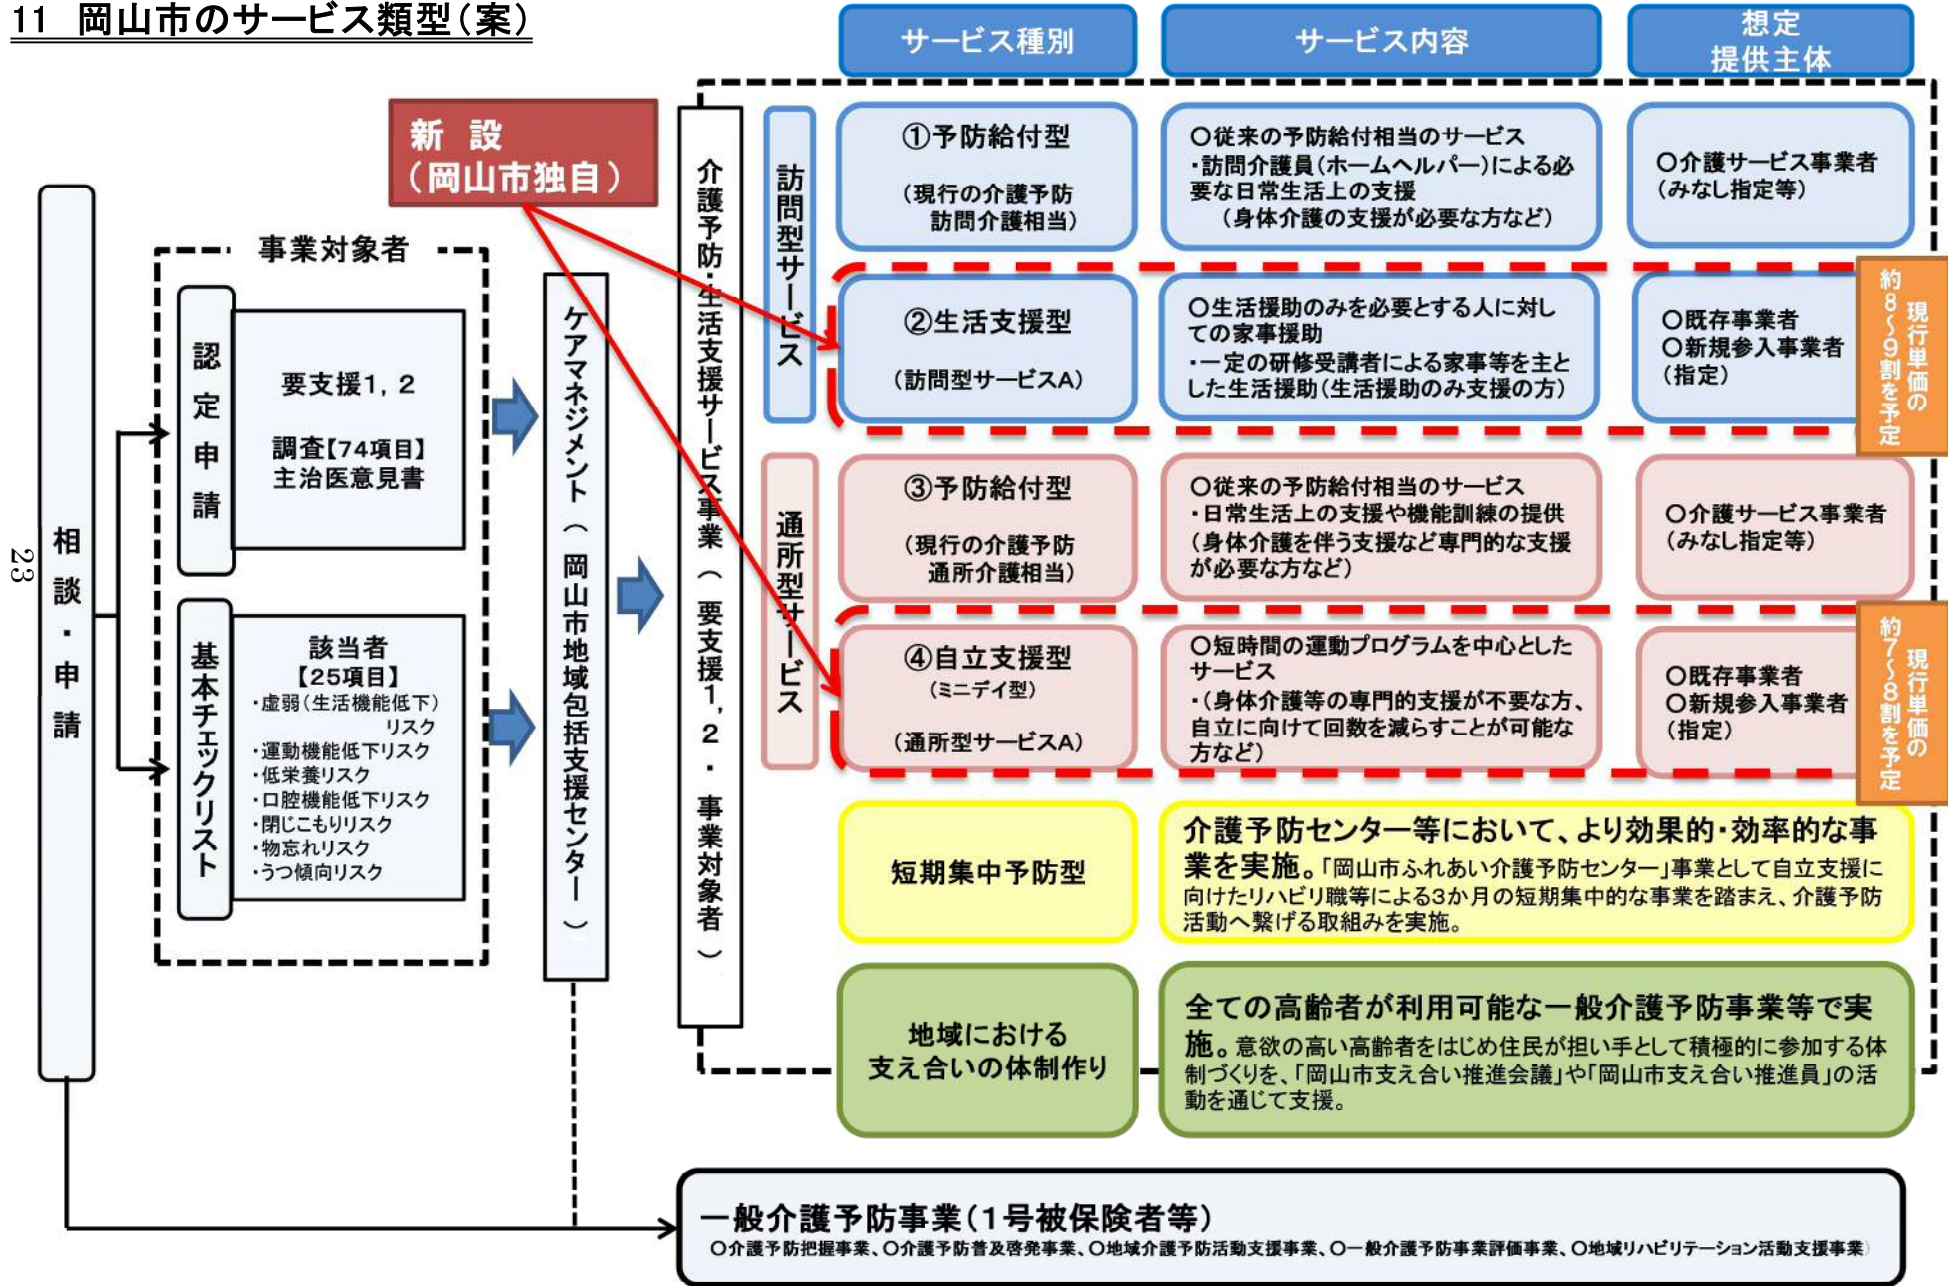 11 岡山市のサービス類型(案)
サービス種別
サービス内容
想定
提供主体
新 設
(岡山市独自)
相談・申請
事業対象者
認定申請
要支援1, 2
調査【74項目】
主治医意見書
基本チェックリスト
該当者
【25項目】
・虚弱(生活機能低下)
リスク
・運動機能低下リスク
・低栄養リスク
・口腔機能低下リスク
・閉じこもりリスク
・物忘れリスク
・うつ傾向リスク
ケアマネジメント(岡山市地域包括支援センター)
介護予防・生活支援サービス事業(要支援1, 2・事業対象者)
訪問型サービス
①予防給付型
(現行の介護予防
訪問介護相当)
○従来の予防給付相当のサービス
・訪問介護員(ホームヘルパー)による必
要な日常生活上の支援
(身体介護の支援が必要な方など)
○介護サービス事業者
(みなし指定等)
②生活支援型
(訪問型サービスA)
○生活援助のみを必要とする人に対し
ての家事援助
・一定の研修受講者による家事等を主と
した生活援助(生活援助のみ支援の方)
○既存事業者
○新規参入事業者
(指定)
現行単価の
約8~9割を予定
通所型サービス
③予防給付型
(現行の介護予防
通所介護相当)
○従来の予防給付相当のサービス
・日常生活上の支援や機能訓練の提供
(身体介護を伴う支援など専門的な支援
が必要な方など)
○介護サービス事業者
(みなし指定等)
④自立支援型
(ミニデイ型)
(通所型サービスA)
○短時間の運動プログラムを中心とした
サービス
・(身体介護等の専門的支援が不要な方、
自立に向けて回数を減らすことが可能な
方など)
○既存事業者
○新規参入事業者
(指定)
現行単価の
約7~8割を予定
短期集中予防型
介護予防センター等において、より効果的・効率的な事
業を実施。「岡山市ふれあい介護予防センター」事業として自立支援に
向けたリハビリ職等による3か月の短期集中的な事業を踏まえ、介護予防
活動へ繋げる取組みを実施。
地域における
支え合いの体制作り
全ての高齢者が利用可能な一般介護予防事業等で実
施。意欲の高い高齢者をはじめ住民が担い手として積極的に参加する体
制づくりを、「岡山市支え合い推進会議」や「岡山市支え合い推進員」の活
動を通じて支援。
一般介護予防事業(1号被保険者等)
○介護予防把握事業、○介護予防普及啓発事業、○地域介護予防活動支援事業、○一般介護予防事業評価事業、○地域リハビリテーション活動支援事業)
23